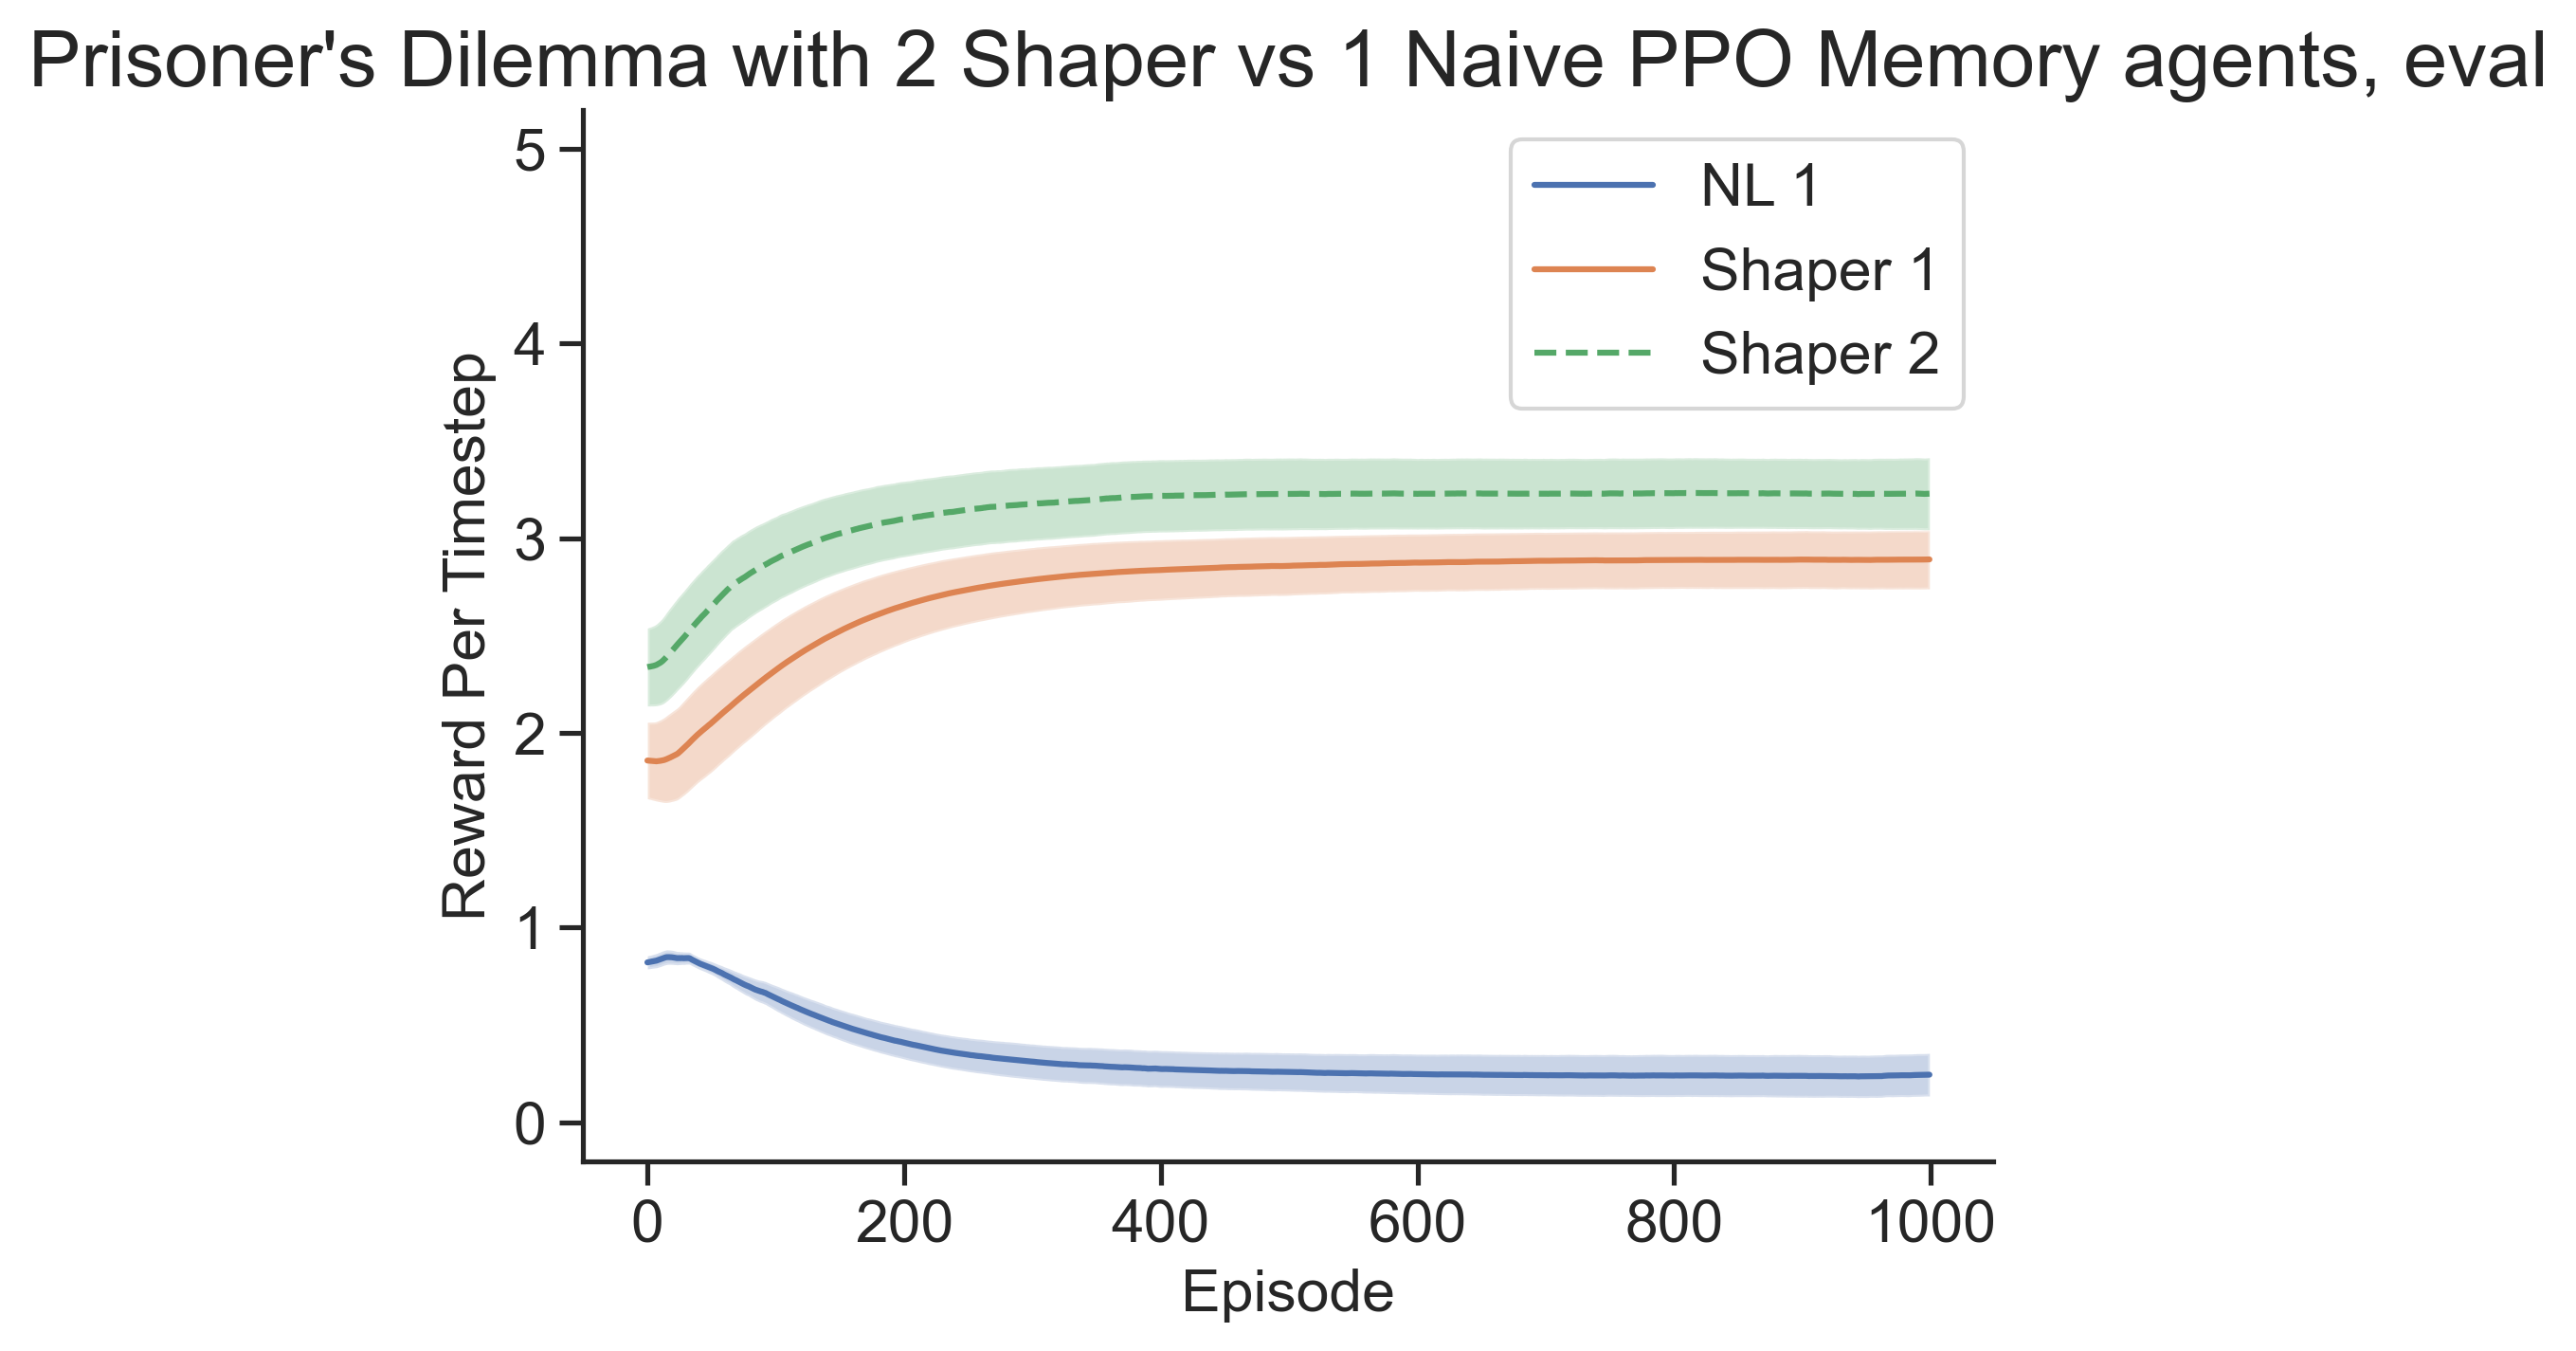 Prisoner's Dilemma with 2 Shaper vs 1 Naive PPO Memory agents, eval
NL 1
Shaper 1
Shaper 2
Reward Per Timestep
5
4
3
2
1
0
0 200 400 600 800 1000
Episode